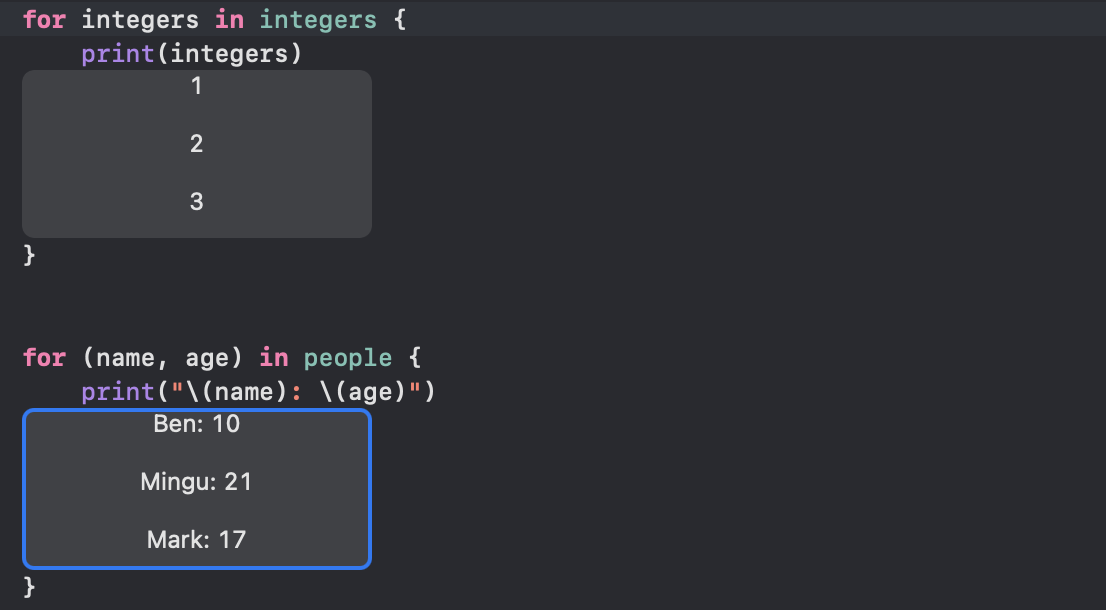 for integers in integers {
    print(integers)
1
2
3
}
for (name, age) in people {
    print("\(name): \(age)")
Ben: 10
Mingu: 21
Mark: 17
}